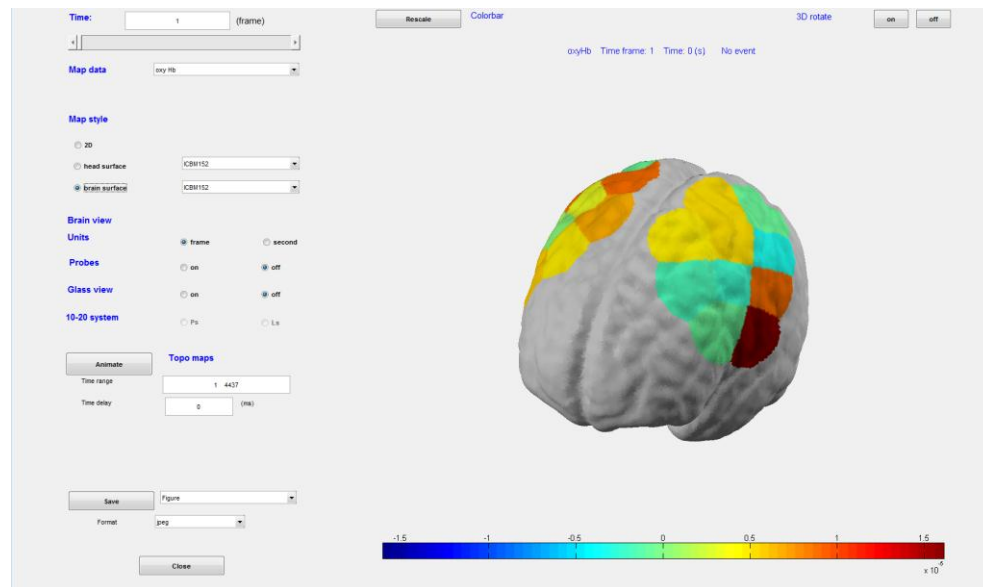 Time: 1 (frame) Rescale Colorbar 3D rotate on off
oxyHb Time frame: 1 Time: 0 (s) No event
Map data oxy Hb
Map style
2D
head surface ICBM152
brain surface ICBM152
Brain view
Units frame second
Probes on off
Glass view on off
10-20 system Ps Ls
Animate Topo maps
Time range 1 4437
Time delay 0 (ms)
Save Figure
Format jpeg
-1.5 -1 -0.5 0 0.5 1 1.5
x 10
Close